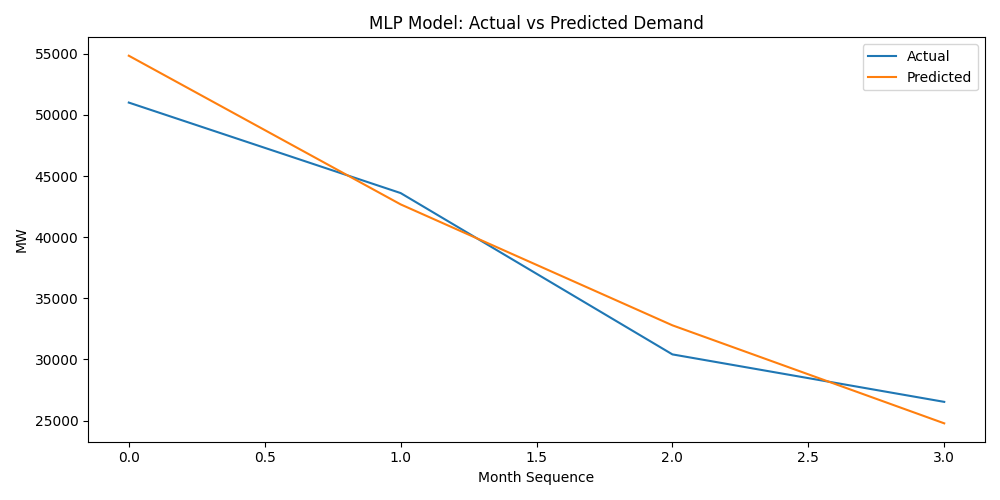 MLP Model: Actual vs Predicted Demand
Actual
Predicted
55000
50000
45000
40000
35000
30000
25000
MW
0.0 0.5 1.0 1.5 2.0 2.5 3.0
Month Sequence